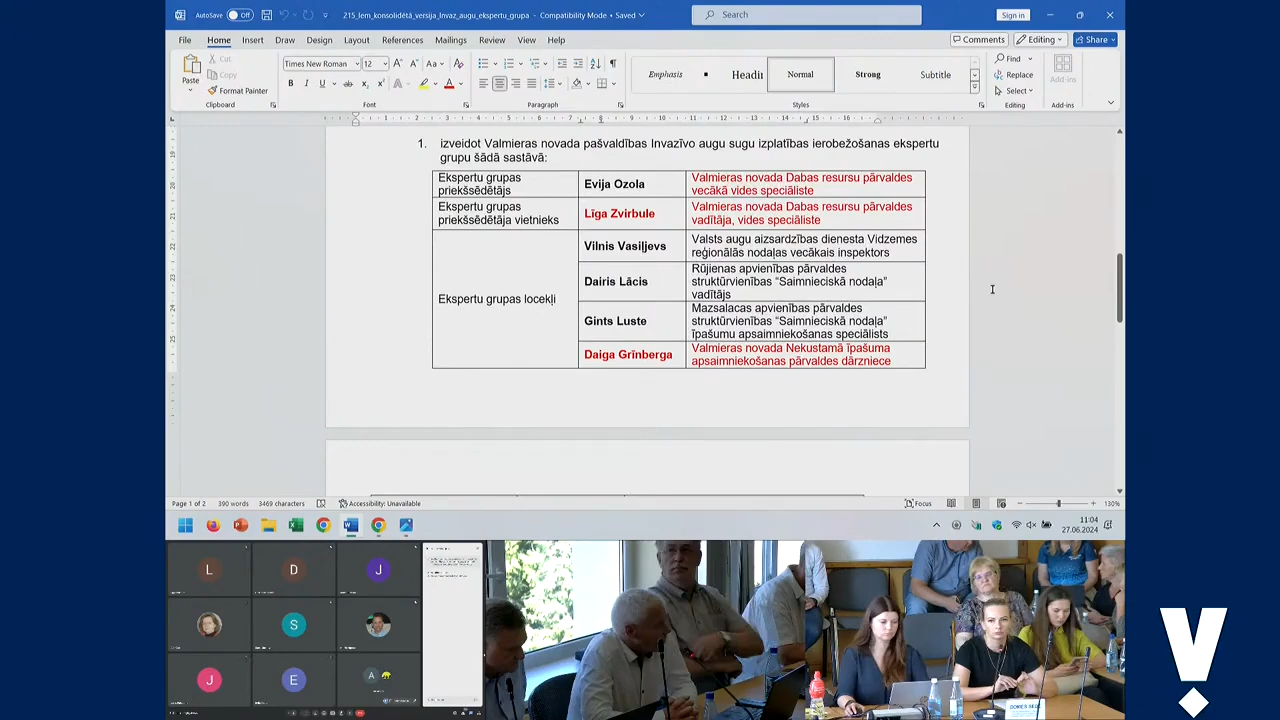 AutoSave Off 215_lem_konsolidētā_versija_Invaz_augu_ekspertu_grupa - Compatibility Mode • Saved Search Sign in
File Home Insert Draw Design Layout References Mailings Review View Help Comments Editing Share
Paste Cut Copy Format Painter
Times New Roman
Emphasis Headin Normal Strong Subtitle
Find Replace Select Add-ins
Clipboard Font Paragraph Styles Editing Add-ins
1. izveidot Valmieras novada pašvaldības Invazīvo augu sugu izplatības ierobežošanas ekspertu
grupu šādā sastāvā:
Ekspertu grupas
priekšsēdētājs
Evija Ozola
Valmieras novada Dabas resursu pārvaldes
vecākā vides speciāliste
Ekspertu grupas
priekšsēdētāja vietnieks
Līga Zvirbule
Valmieras novada Dabas resursu pārvaldes
vadītāja, vides speciāliste
Ekspertu grupas locekļi
Vilnis Vasiļjevs
Valsts augu aizsardzības dienesta Vidzemes
reģionālās nodaļas vecākais inspektors
Dairis Lācis
Rūjienas apvienības pārvaldes
struktūrvienības “Saimnieciskā nodaļa”
vadītājs
Gints Luste
Mazsalacas apvienības pārvaldes
struktūrvienības “Saimnieciskā nodaļa”
īpašumu apsaimniekošanas speciālists
Daiga Grīnberga
Valmieras novada Nekustamā īpašuma
apsaimniekošanas pārvaldes dārzniece
Page 1 of 2 390 words 3469 characters Accessibility: Unavailable Focus 130%
11:04
27.06.2024
L D J
S
J E A